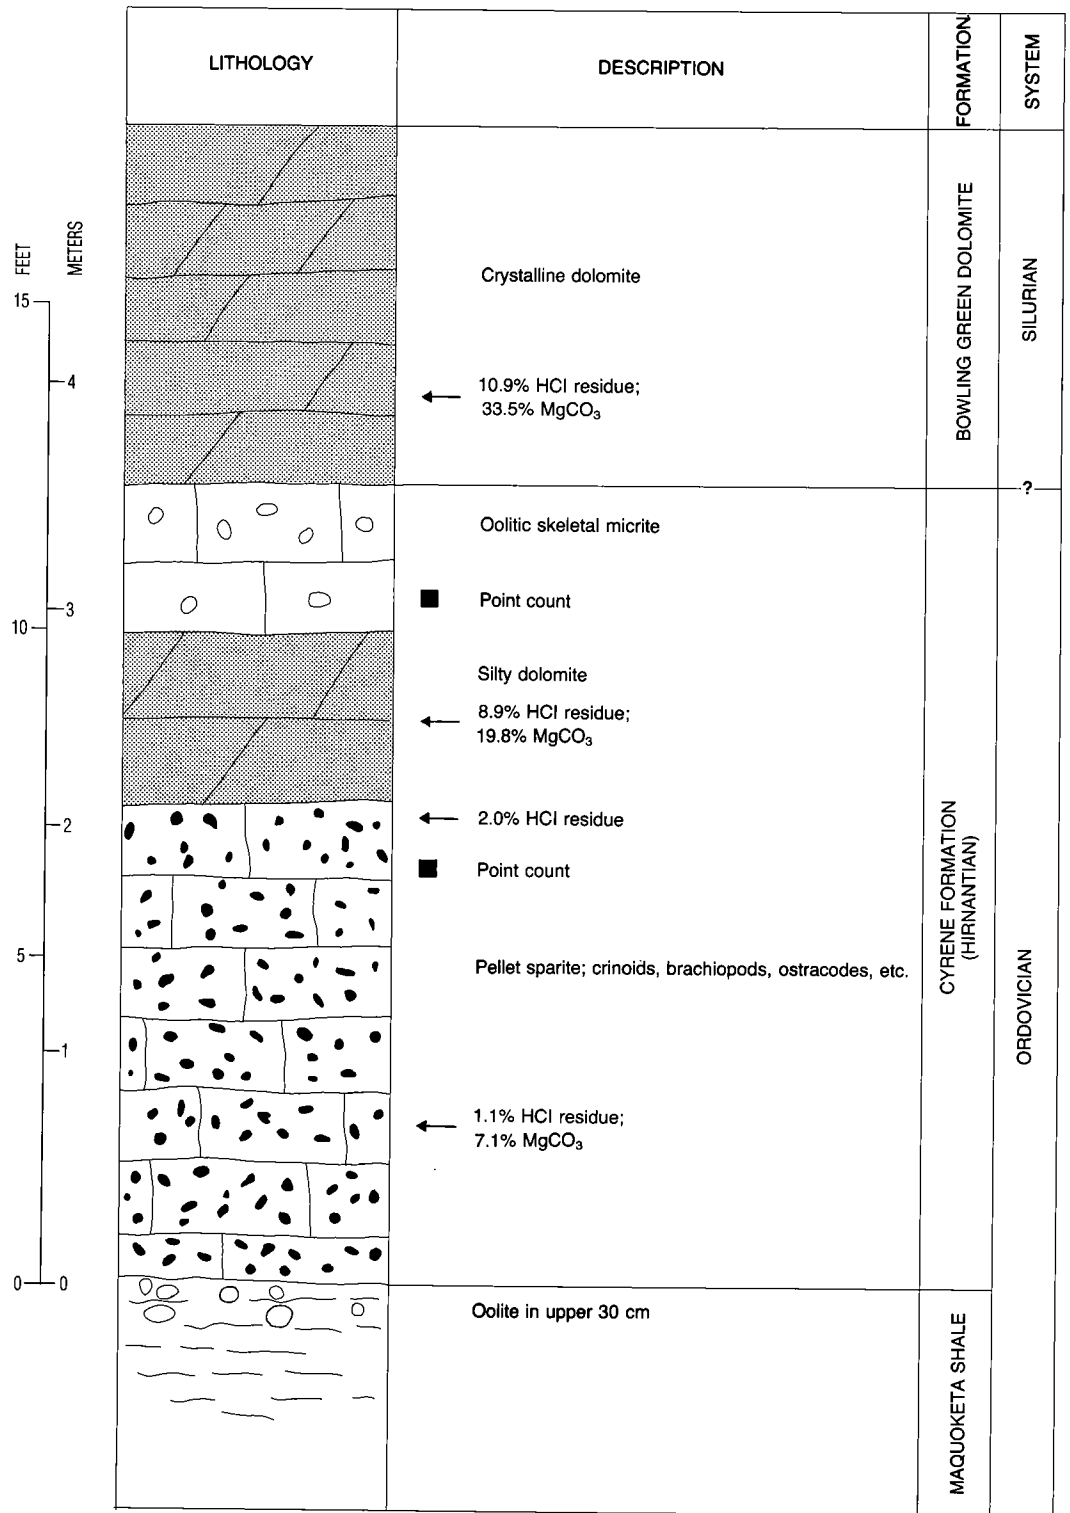 LITHOLOGY
DESCRIPTION
FORMATION
SYSTEM
FEET
METERS
Crystalline dolomite
BOWLING GREEN DOLOMITE
SILURIAN
15
4
10.9% HCl residue;
33.5% MgCO₃
?
Oolitic skeletal micrite
3
Point count
10
Silty dolomite
8.9% HCl residue;
19.8% MgCO₃
2
2.0% HCl residue
Point count
CYRENE FORMATION
(HIRNANTIAN)
5
Pellet sparite; crinoids, brachiopods, ostracodes, etc.
ORDOVICIAN
1
1.1% HCl residue;
7.1% MgCO₃
0
0
Oolite in upper 30 cm
MAQUOKETA SHALE